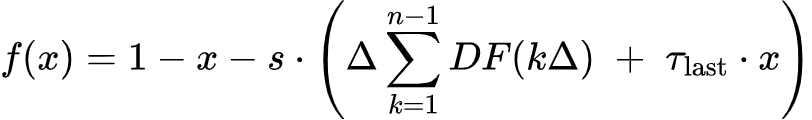 f(x) = 1 − x − s · (Δ ∑_{k=1}^{n−1} DF(kΔ) + τ_last · x)